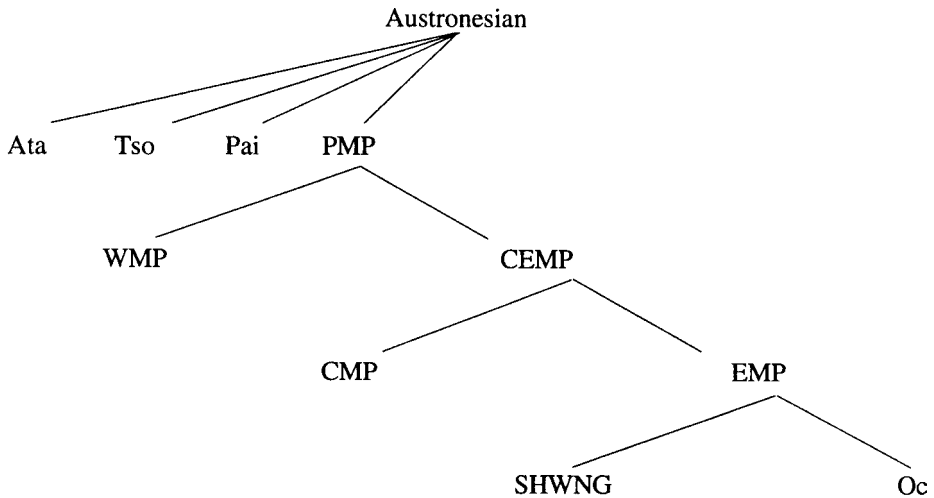 Austronesian
Ata Tso Pai PMP
WMP CEMP
CMP EMP
SHWNG Oc